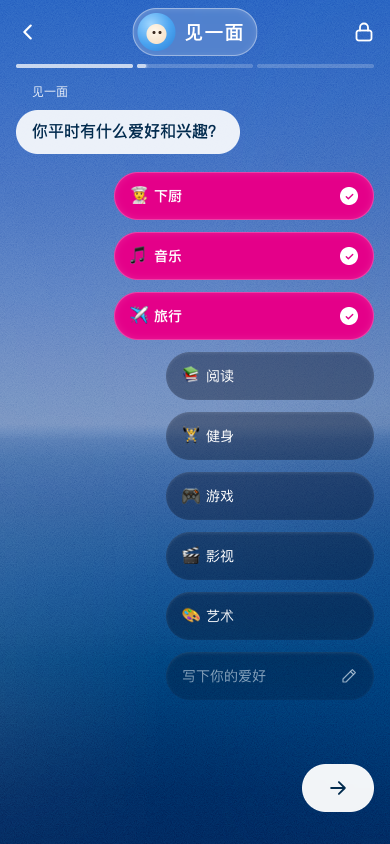 见一面
见一面
你平时有什么爱好和兴趣?
下厨
音乐
旅行
阅读
健身
游戏
影视
艺术
写下你的爱好